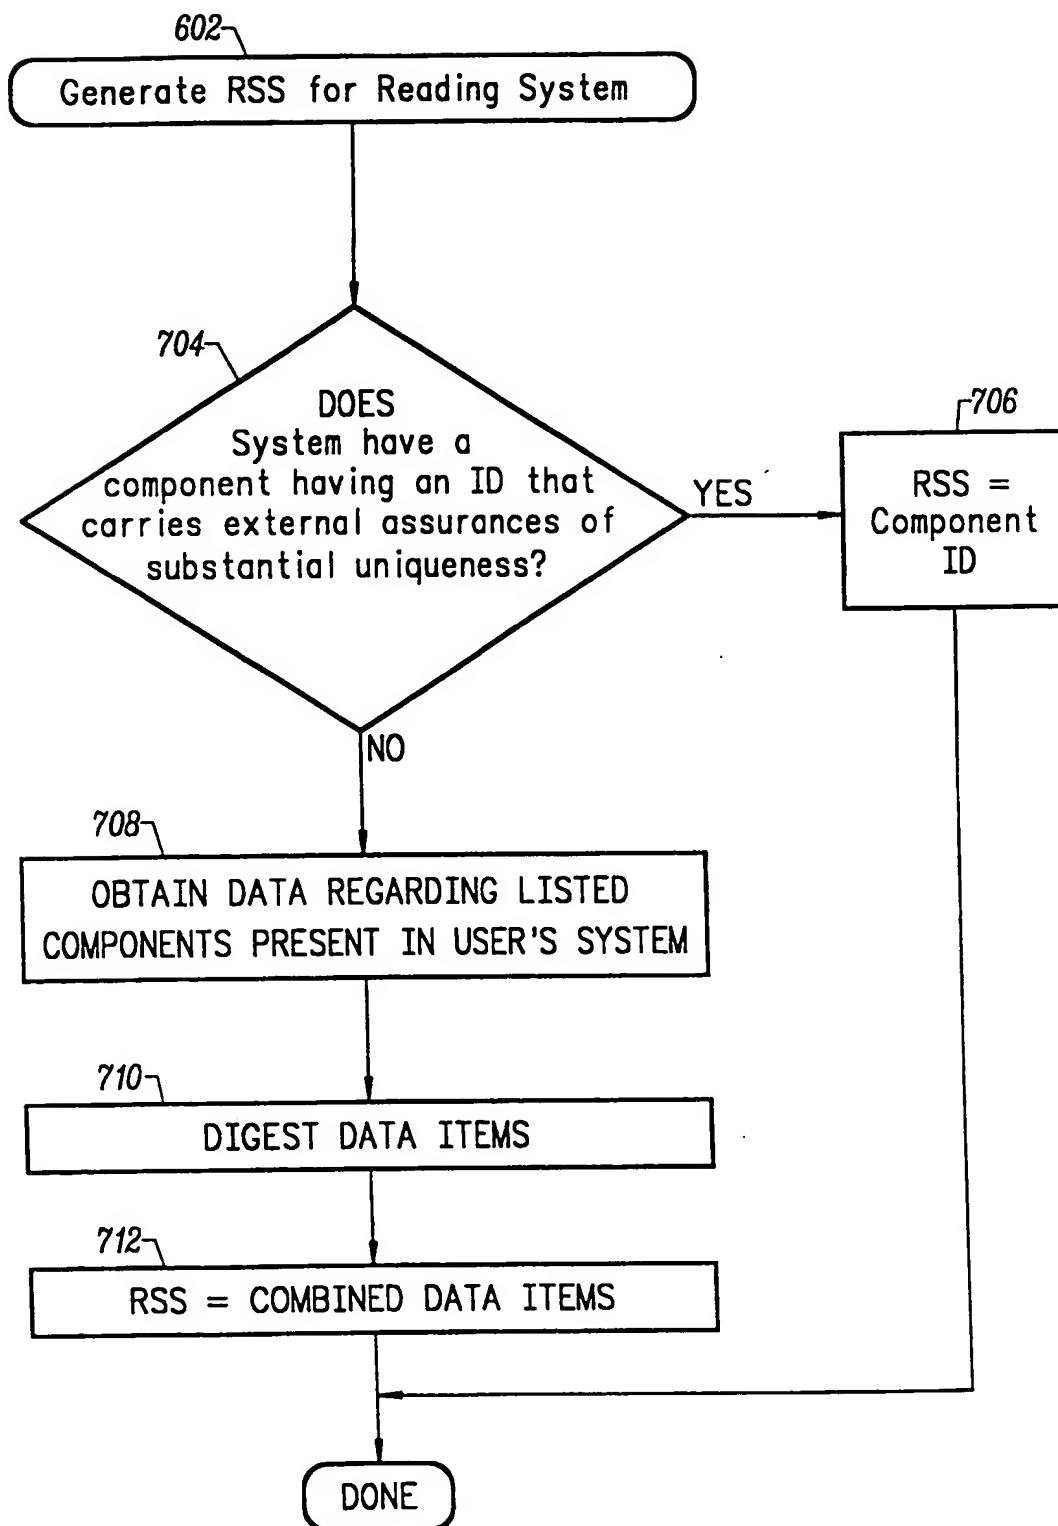 602
Generate RSS for Reading System
704
DOES
System have a
component having an ID that
carries external assurances of
substantial uniqueness?
YES
706
RSS =
Component
ID
NO
708
OBTAIN DATA REGARDING LISTED
COMPONENTS PRESENT IN USER'S SYSTEM
710
DIGEST DATA ITEMS
712
RSS = COMBINED DATA ITEMS
DONE